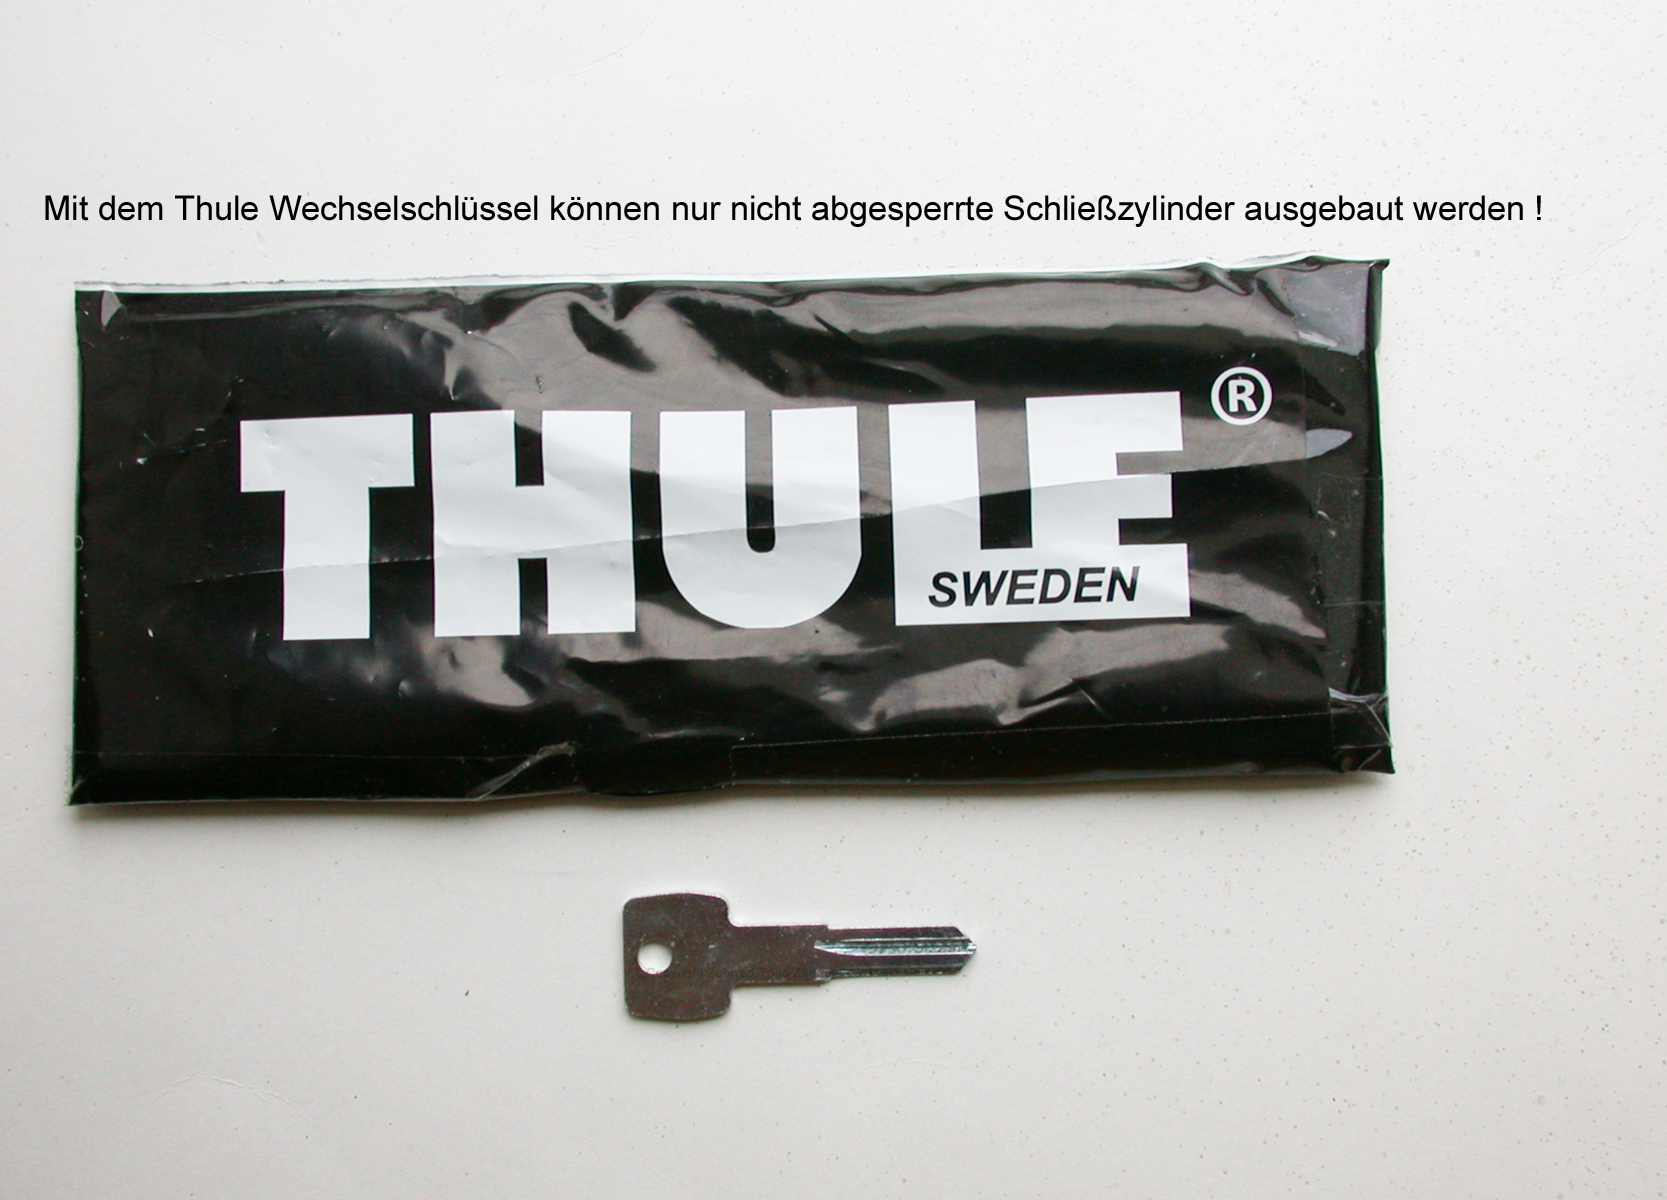 Mit dem Thule Wechselschlüssel können nur nicht abgesperrte Schließzylinder ausgebaut werden !
THULE ®
SWEDEN